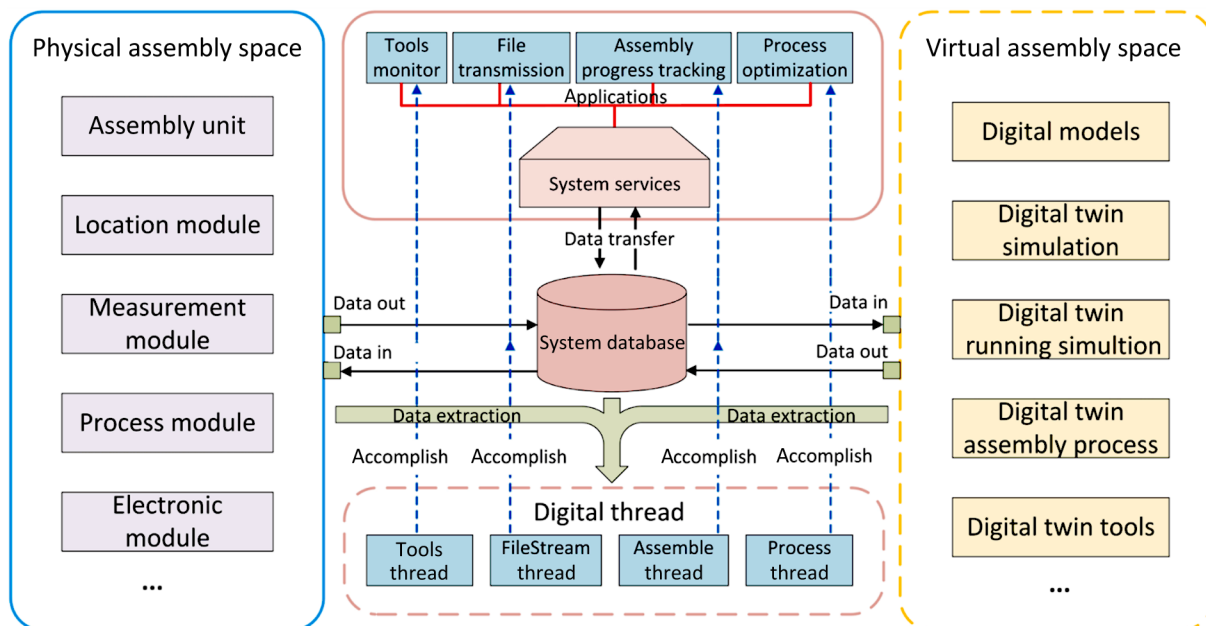 Physical assembly space
Assembly unit
Location module
Measurement
module
Process module
Electronic
module
...
Tools
monitor
File
transmission
Assembly
progress tracking
Process
optimization
Applications
System services
Data transfer
Data out
Data in
System database
Data in
Data out
Data extraction
Data extraction
Accomplish
Accomplish
Accomplish
Accomplish
Digital thread
Tools
thread
FileStream
thread
Assemble
thread
Process
thread
Virtual assembly space
Digital models
Digital twin
simulation
Digital twin
running simultion
Digital twin
assembly process
Digital twin tools
...